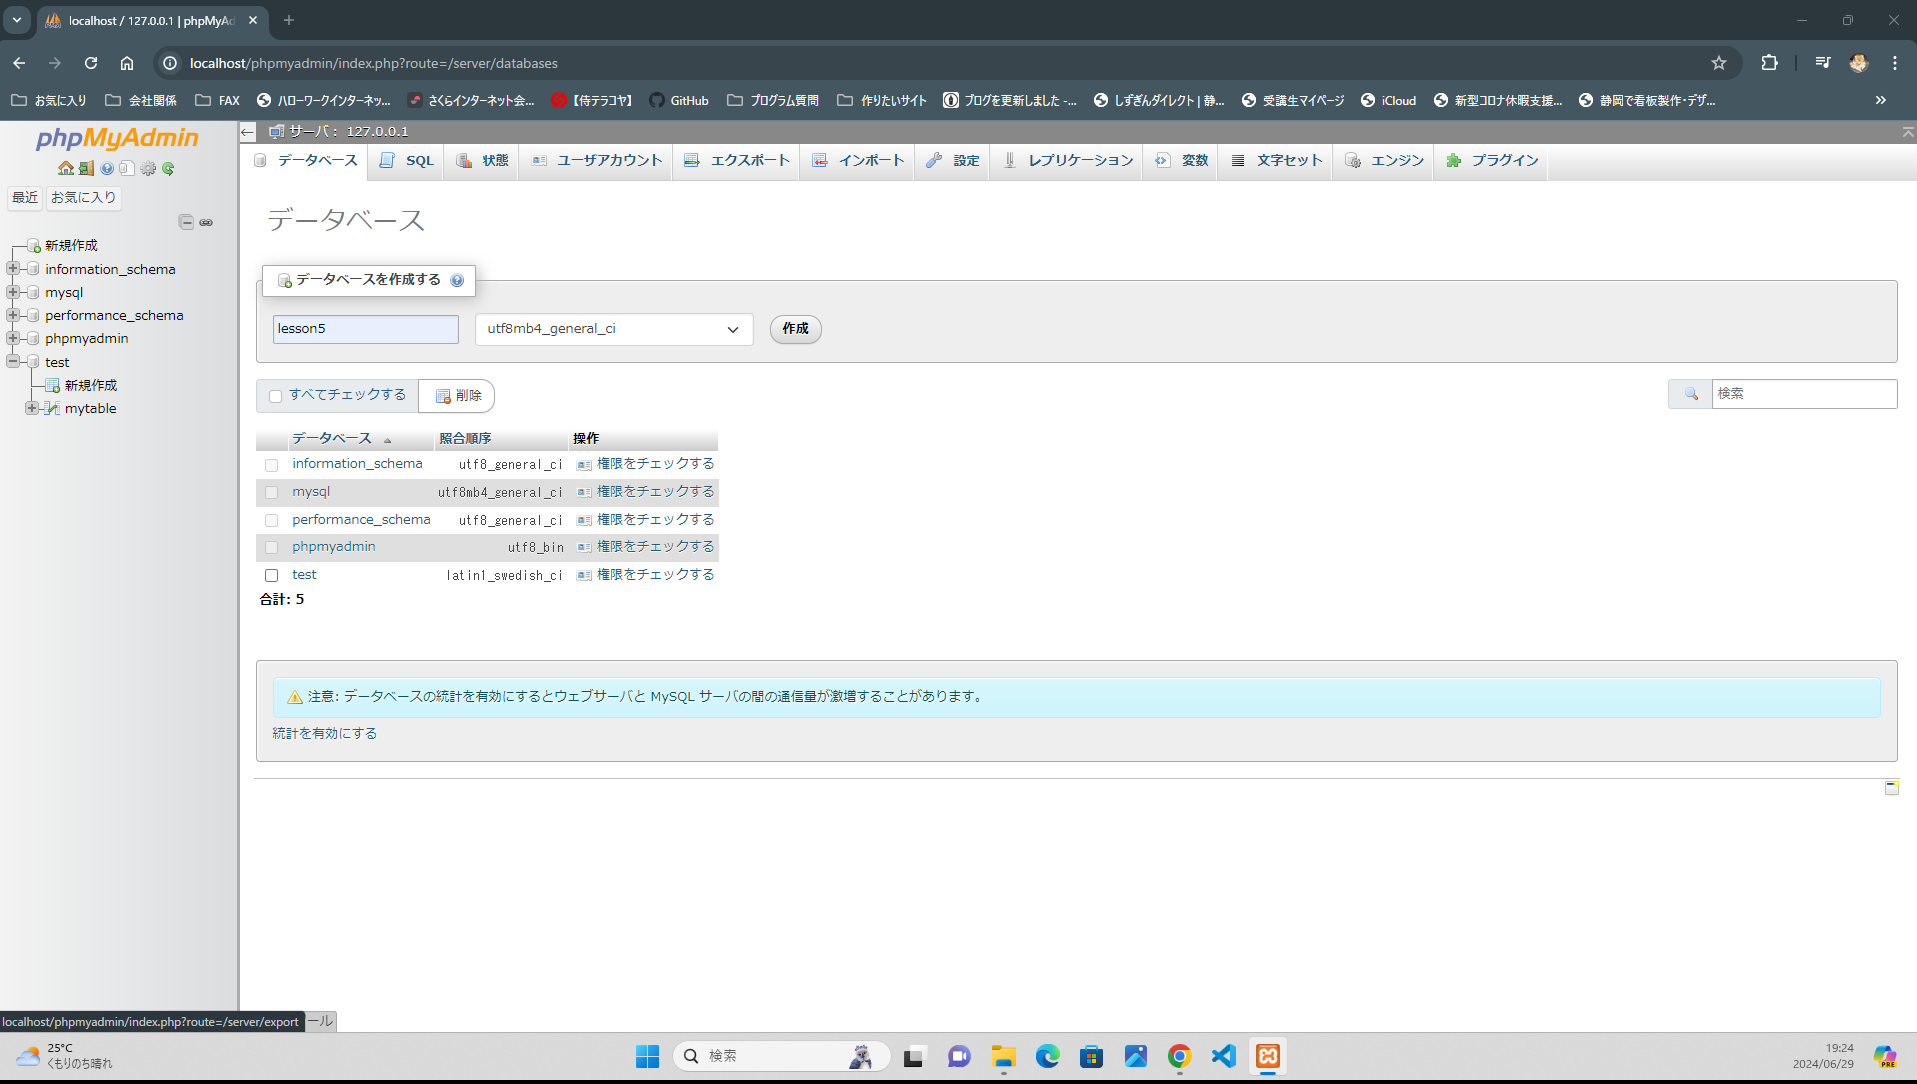 localhost / 127.0.0.1 | phpMyAd
localhost/phpmyadmin/index.php?route=/server/databases
お気に入り 会社関係 FAX ハローワークインターネッ... さくらインターネット会... 【侍テラコヤ】 GitHub プログラム質問 作りたいサイト ブログを更新しました -... しずぎんダイレクト | 静... 受講生マイページ iCloud 新型コロナ休暇支援... 静岡で看板製作・デザ...
phpMyAdmin
最近 お気に入り
新規作成
information_schema
mysql
performance_schema
phpmyadmin
test
新規作成
mytable
サーバ: 127.0.0.1
データベース SQL 状態 ユーザアカウント エクスポート インポート 設定 レプリケーション 変数 文字セット エンジン プラグイン
データベース
データベースを作成する
lesson5 utf8mb4_general_ci 作成
すべてチェックする 削除 検索
データベース 照合順序 操作
information_schema utf8_general_ci 権限をチェックする
mysql utf8mb4_general_ci 権限をチェックする
performance_schema utf8_general_ci 権限をチェックする
phpmyadmin utf8_bin 権限をチェックする
test latin1_swedish_ci 権限をチェックする
合計: 5
注意: データベースの統計を有効にするとウェブサーバと MySQL サーバの間の通信量が激増することがあります。
統計を有効にする
localhost/phpmyadmin/index.php?route=/server/export ール
25°C
くもりのち晴れ
検索
19:24
2024/06/29
PRE